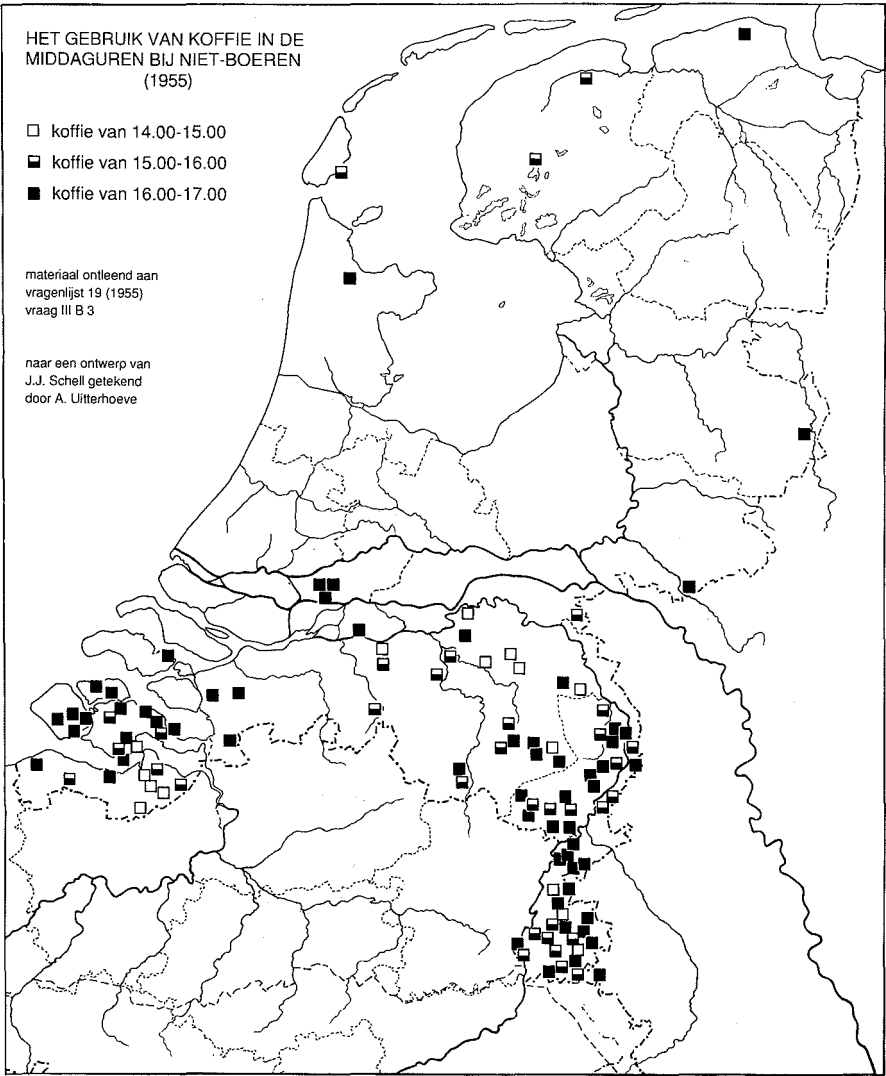 HET GEBRUIK VAN KOFFIE IN DE
MIDDAGUREN BIJ NIET-BOEREN
(1955)
koffie van 14.00-15.00
koffie van 15.00-16.00
koffie van 16.00-17.00
materiaal ontleend aan
vragenlijst 19 (1955)
vraag III B 3
naar een ontwerp van
J.J. Schell getekend
door A. Uitterhoeve